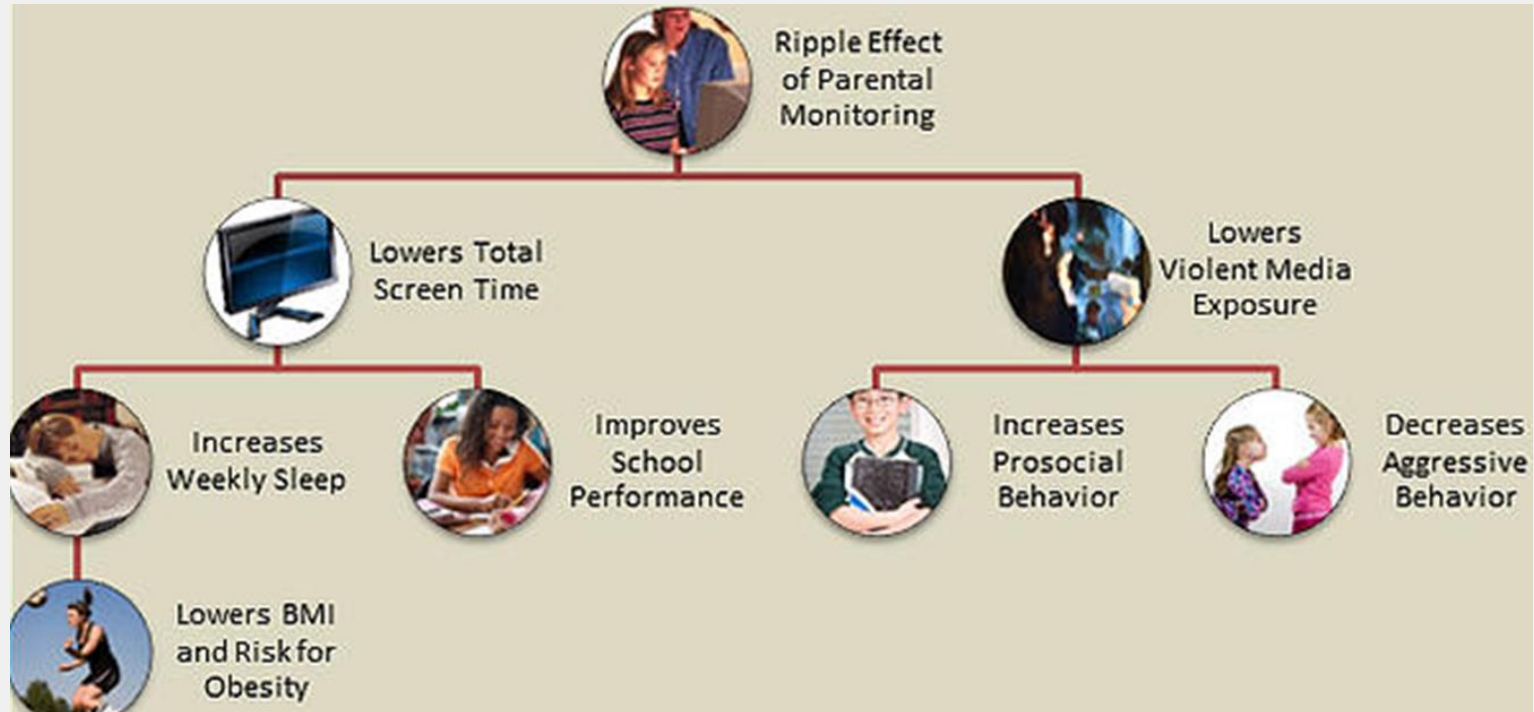 Ripple Effect
of Parental
Monitoring
Lowers Total
Screen Time
Lowers
Violent Media
Exposure
Increases
Weekly Sleep
Improves
School
Performance
Increases
Prosocial
Behavior
Decreases
Aggressive
Behavior
Lowers BMI
and Risk for
Obesity